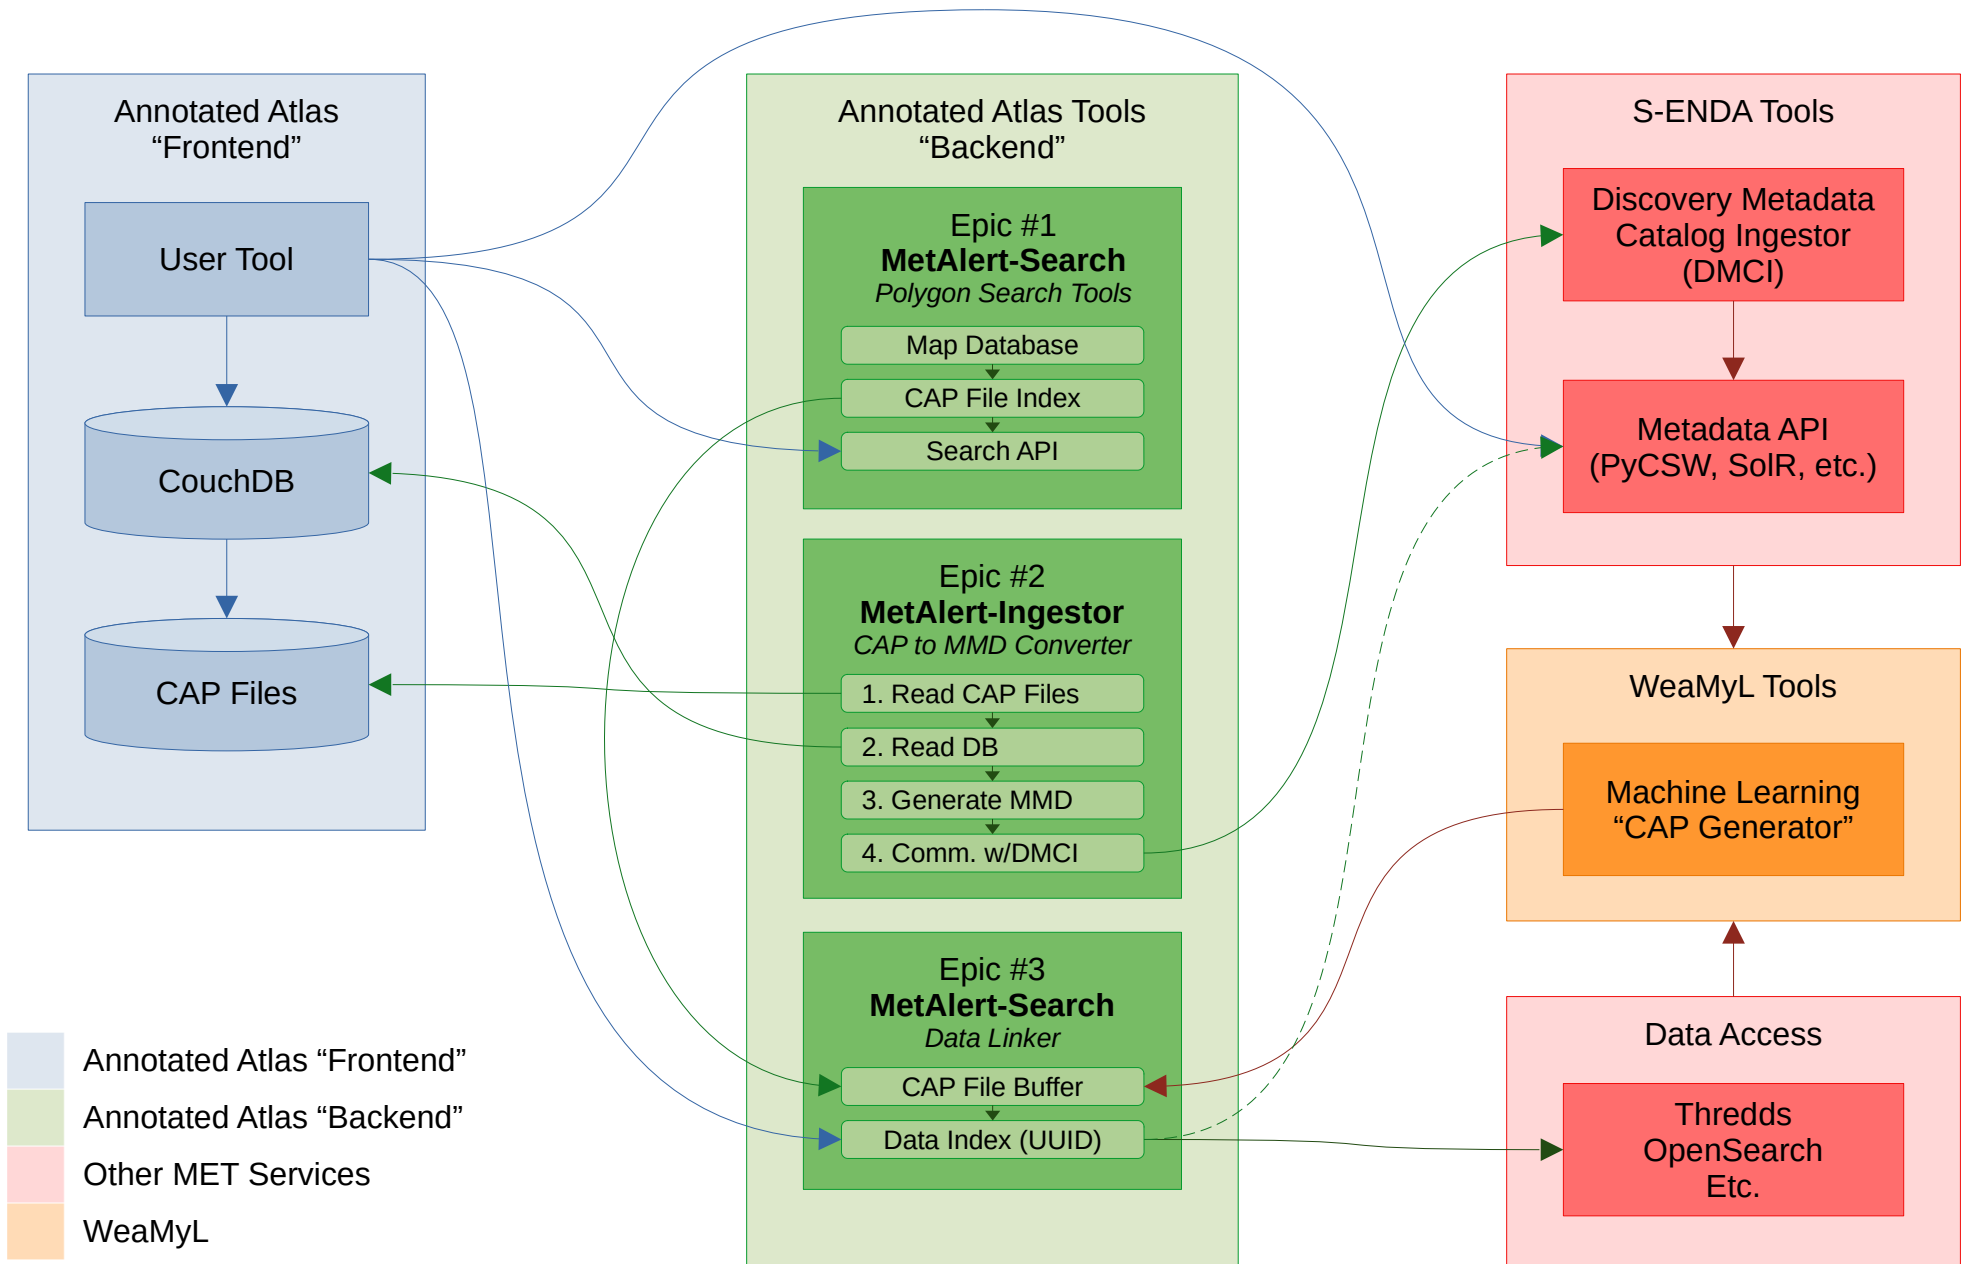 Annotated Atlas
“Frontend”
User Tool
CouchDB
CAP Files
Annotated Atlas Tools
“Backend”
Epic #1
MetAlert-Search
Polygon Search Tools
Map Database
CAP File Index
Search API
Epic #2
MetAlert-Ingestor
CAP to MMD Converter
1. Read CAP Files
2. Read DB
3. Generate MMD
4. Comm. w/DMCI
Epic #3
MetAlert-Search
Data Linker
CAP File Buffer
Data Index (UUID)
S-ENDA Tools
Discovery Metadata
Catalog Ingestor
(DMCI)
Metadata API
(PyCSW, SolR, etc.)
WeaMyL Tools
Machine Learning
“CAP Generator”
Data Access
Thredds
OpenSearch
Etc.
Annotated Atlas “Frontend”
Annotated Atlas “Backend”
Other MET Services
WeaMyL